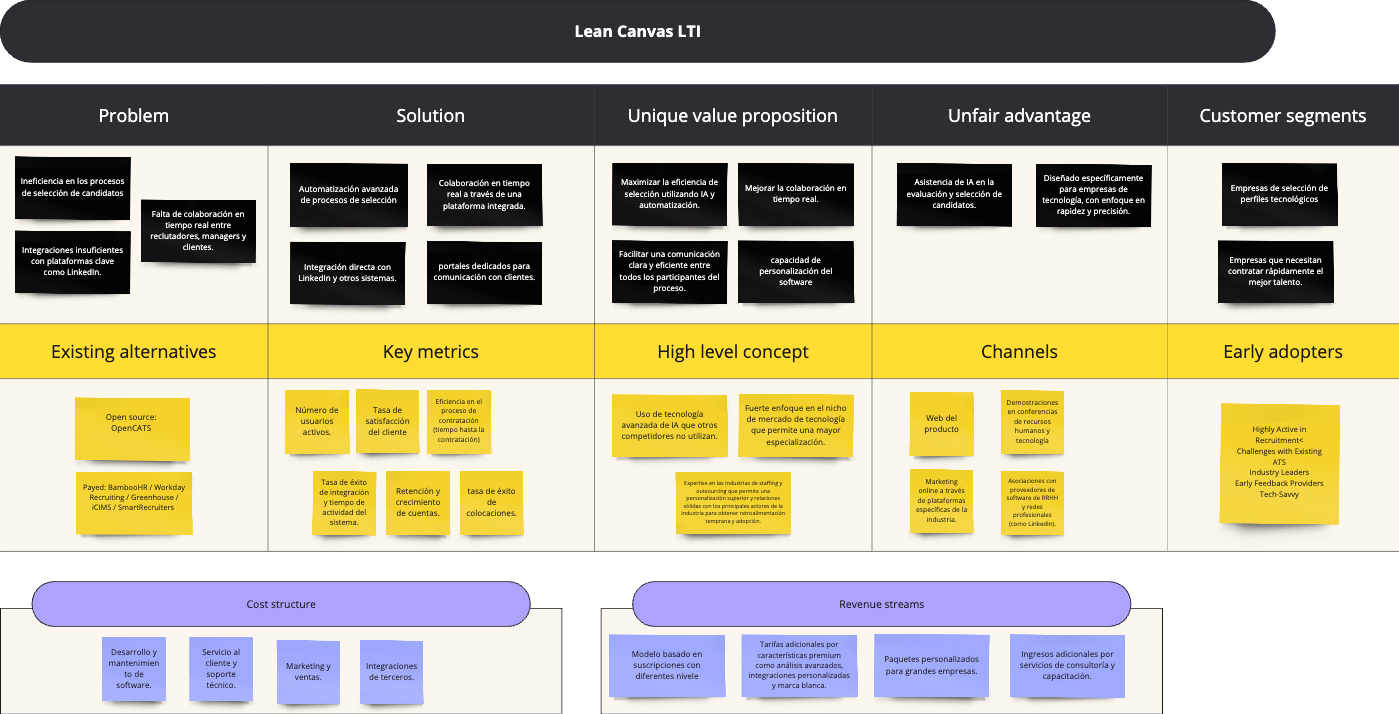 Lean Canvas LTI
Problem
Solution
Unique value proposition
Unfair advantage
Customer segments
Ineficiencia en los procesos
de selección de candidatos
Falta de colaboración en
tiempo real entre
reclutadores, managers y
clientes.
Integraciones insuficientes
con plataformas clave
como LinkedIn.
Automatización avanzada
de procesos de selección
Colaboración en tiempo
real a través de una
plataforma integrada.
Integración directa con
LinkedIn y otros sistemas.
portales dedicados para
comunicación con clientes.
Maximizar la eficiencia de
selección utilizando IA y
automatización.
Mejorar la colaboración en
tiempo real.
Facilitar una comunicación
clara y eficiente entre
todos los participantes del
proceso.
capacidad de
personalización del
software
Asistencia de IA en la
evaluación y selección de
candidatos.
Diseñado específicamente
para empresas de
tecnología, con enfoque en
rapidez y precisión.
Empresas de selección de
perfiles tecnológicos
Empresas que necesitan
contratar rápidamente el
mejor talento.
Existing alternatives
Key metrics
High level concept
Channels
Early adopters
Open source:
OpenCATS
Payed: BambooHR / Workday
Recruiting / Greenhouse /
iCIMS / SmartRecruiters
Número de
usuarios
activos.
Tasa de
satisfacción
del cliente
Eficiencia en el
proceso de
contratación
(tiempo hasta la
contratación)
Tasa de éxito
de integración
y tiempo de
actividad del
sistema.
Retención y
crecimiento
de cuentas.
tasa de éxito
de
colocaciones.
Uso de tecnología
avanzada de IA que otros
competidores no utilizan.
Fuerte enfoque en el nicho
de mercado de tecnología
que permite una mayor
especialización.
Expertise en las industrias de staffing y
outsourcing que permite una
personalización superior y relaciones
sólidas con los principales actores de la
industria para obtener retroalimentación
temprana y adopción.
Web del
producto
Demostraciones
en conferencias
de recursos
humanos y
tecnología
Marketing
online a través
de plataformas
específicas de la
industria.
Asociaciones con
proveedores de
software de RRHH
y redes
profesionales
(como LinkedIn).
Highly Active in
Recruitment<
Challenges with Existing
ATS
Industry Leaders
Early Feedback Providers
Tech-Savvy
Cost structure
Revenue streams
Desarrollo y
mantenimien
to de
software.
Servicio al
cliente y
soporte
técnico.
Marketing y
ventas.
Integraciones
de terceros.
Modelo basado en
suscripciones con
diferentes nivele
Tarifas adicionales por
características premium
como análisis avanzados,
integraciones personalizadas
y marca blanca.
Paquetes personalizados
para grandes empresas.
Ingresos adicionales por
servicios de consultoría y
capacitación.